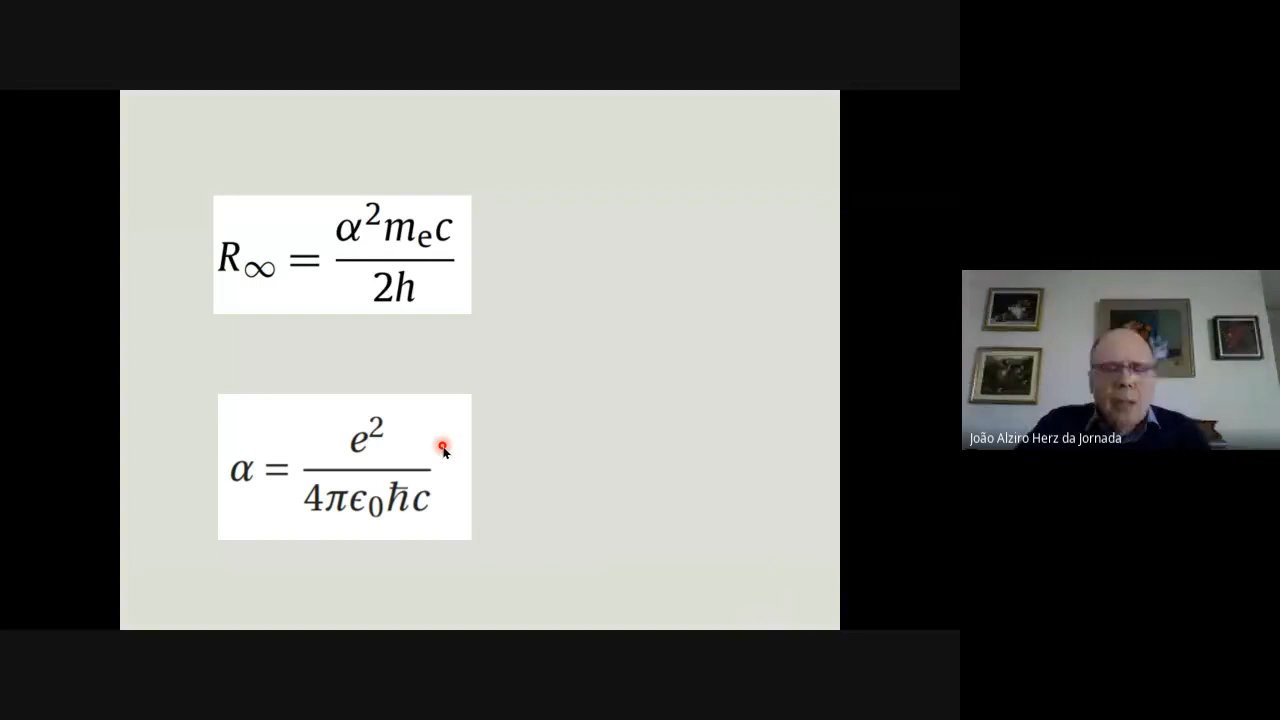 R∞ = α²mₑc / 2h
α = e² / 4πϵ₀ħc
João Alziro Herz da Jornada